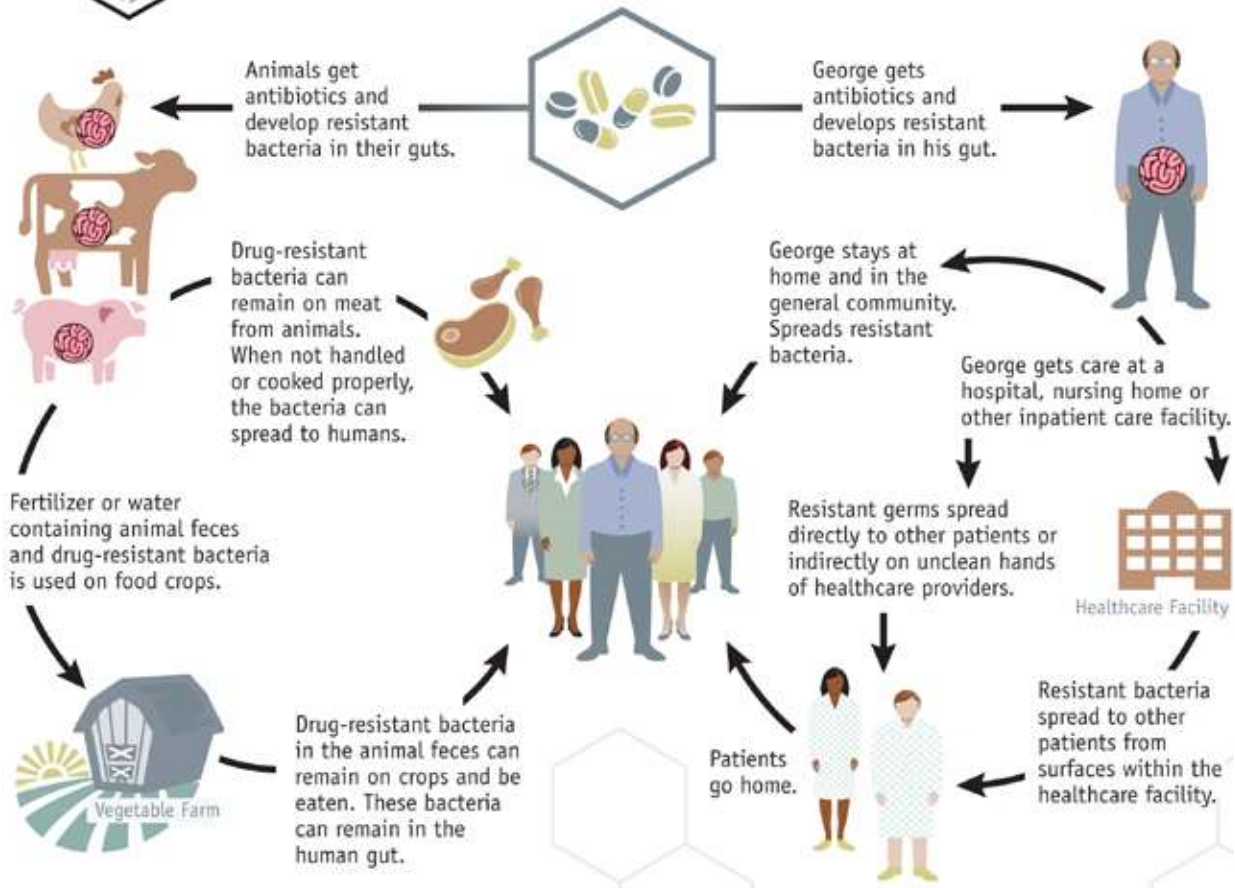 Animals get
antibiotics and
develop resistant
bacteria in their guts.
George gets
antibiotics and
develops resistant
bacteria in his gut.
Drug-resistant
bacteria can
remain on meat
from animals.
When not handled
or cooked properly,
the bacteria can
spread to humans.
George stays at
home and in the
general community.
Spreads resistant
bacteria.
George gets care at a
hospital, nursing home or
other inpatient care facility.
Fertilizer or water
containing animal feces
and drug-resistant bacteria
is used on food crops.
Resistant germs spread
directly to other patients or
indirectly on unclean hands
of healthcare providers.
Healthcare Facility
Vegetable Farm
Drug-resistant bacteria
in the animal feces can
remain on crops and be
eaten. These bacteria
can remain in the
human gut.
Patients
go home.
Resistant bacteria
spread to other
patients from
surfaces within the
healthcare facility.